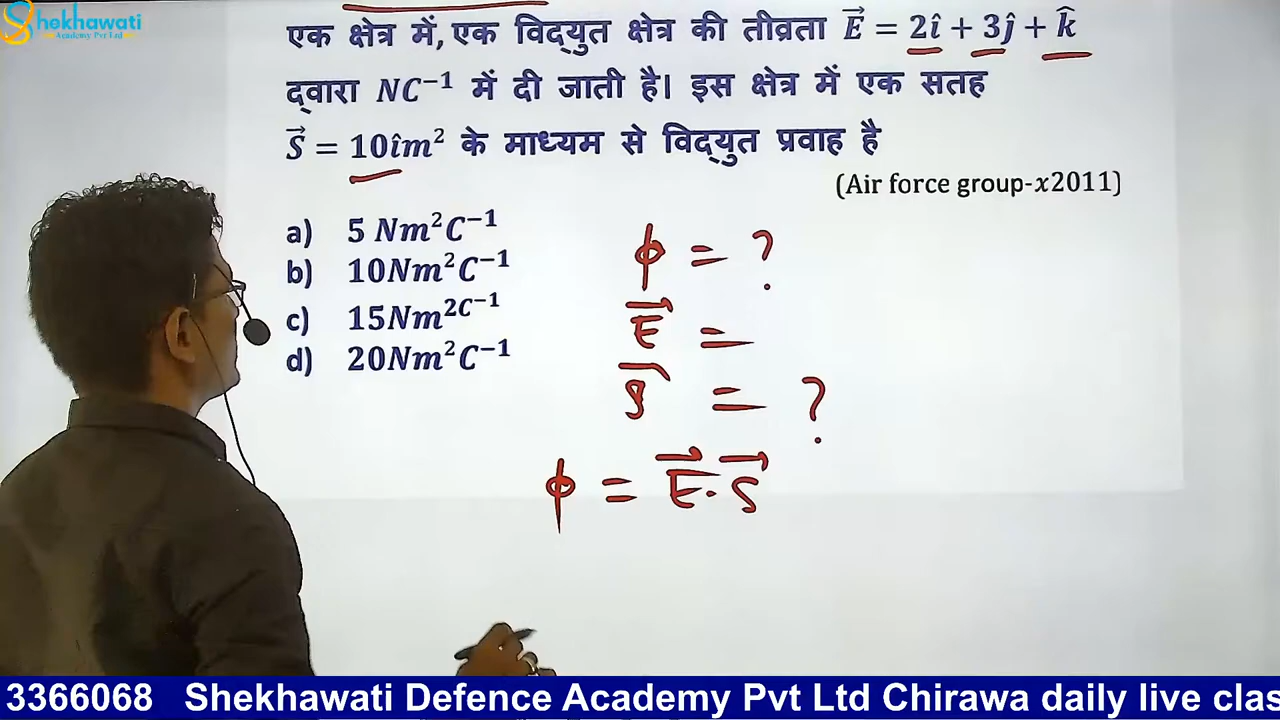 Shekhawati
Academy Pvt Ltd
एक क्षेत्र में, एक विद्युत क्षेत्र की तीव्रता E⃗ = 2î + 3ĵ + k̂
द्वारा NC⁻¹ में दी जाती है। इस क्षेत्र में एक सतह
S⃗ = 10îm² के माध्यम से विद्युत प्रवाह है
(Air force group-x2011)
a) 5 Nm²C⁻¹
b) 10Nm²C⁻¹
c) 15Nm²ᶜ⁻¹
d) 20Nm²C⁻¹
ϕ = ?
E⃗ =
S⃗ = ?
ϕ = E⃗·S⃗
3366068 Shekhawati Defence Academy Pvt Ltd Chirawa daily live clas